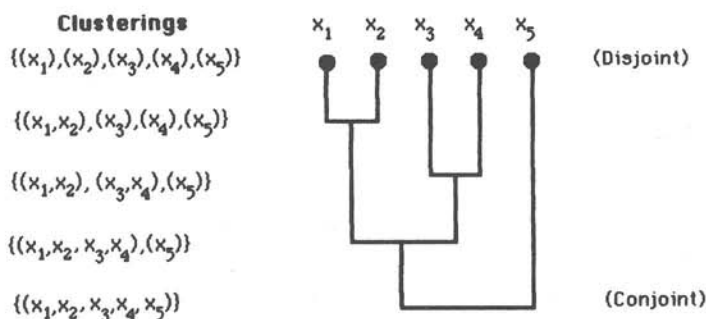 Clusterings
x₁ x₂ x₃ x₄ x₅
{(x₁),(x₂),(x₃),(x₄),(x₅)}
(Disjoint)
{(x₁,x₂),(x₃),(x₄),(x₅)}
{(x₁,x₂), (x₃,x₄),(x₅)}
{(x₁,x₂, x₃,x₄),(x₅)}
{(x₁,x₂, x₃,x₄, x₅)}
(Conjoint)